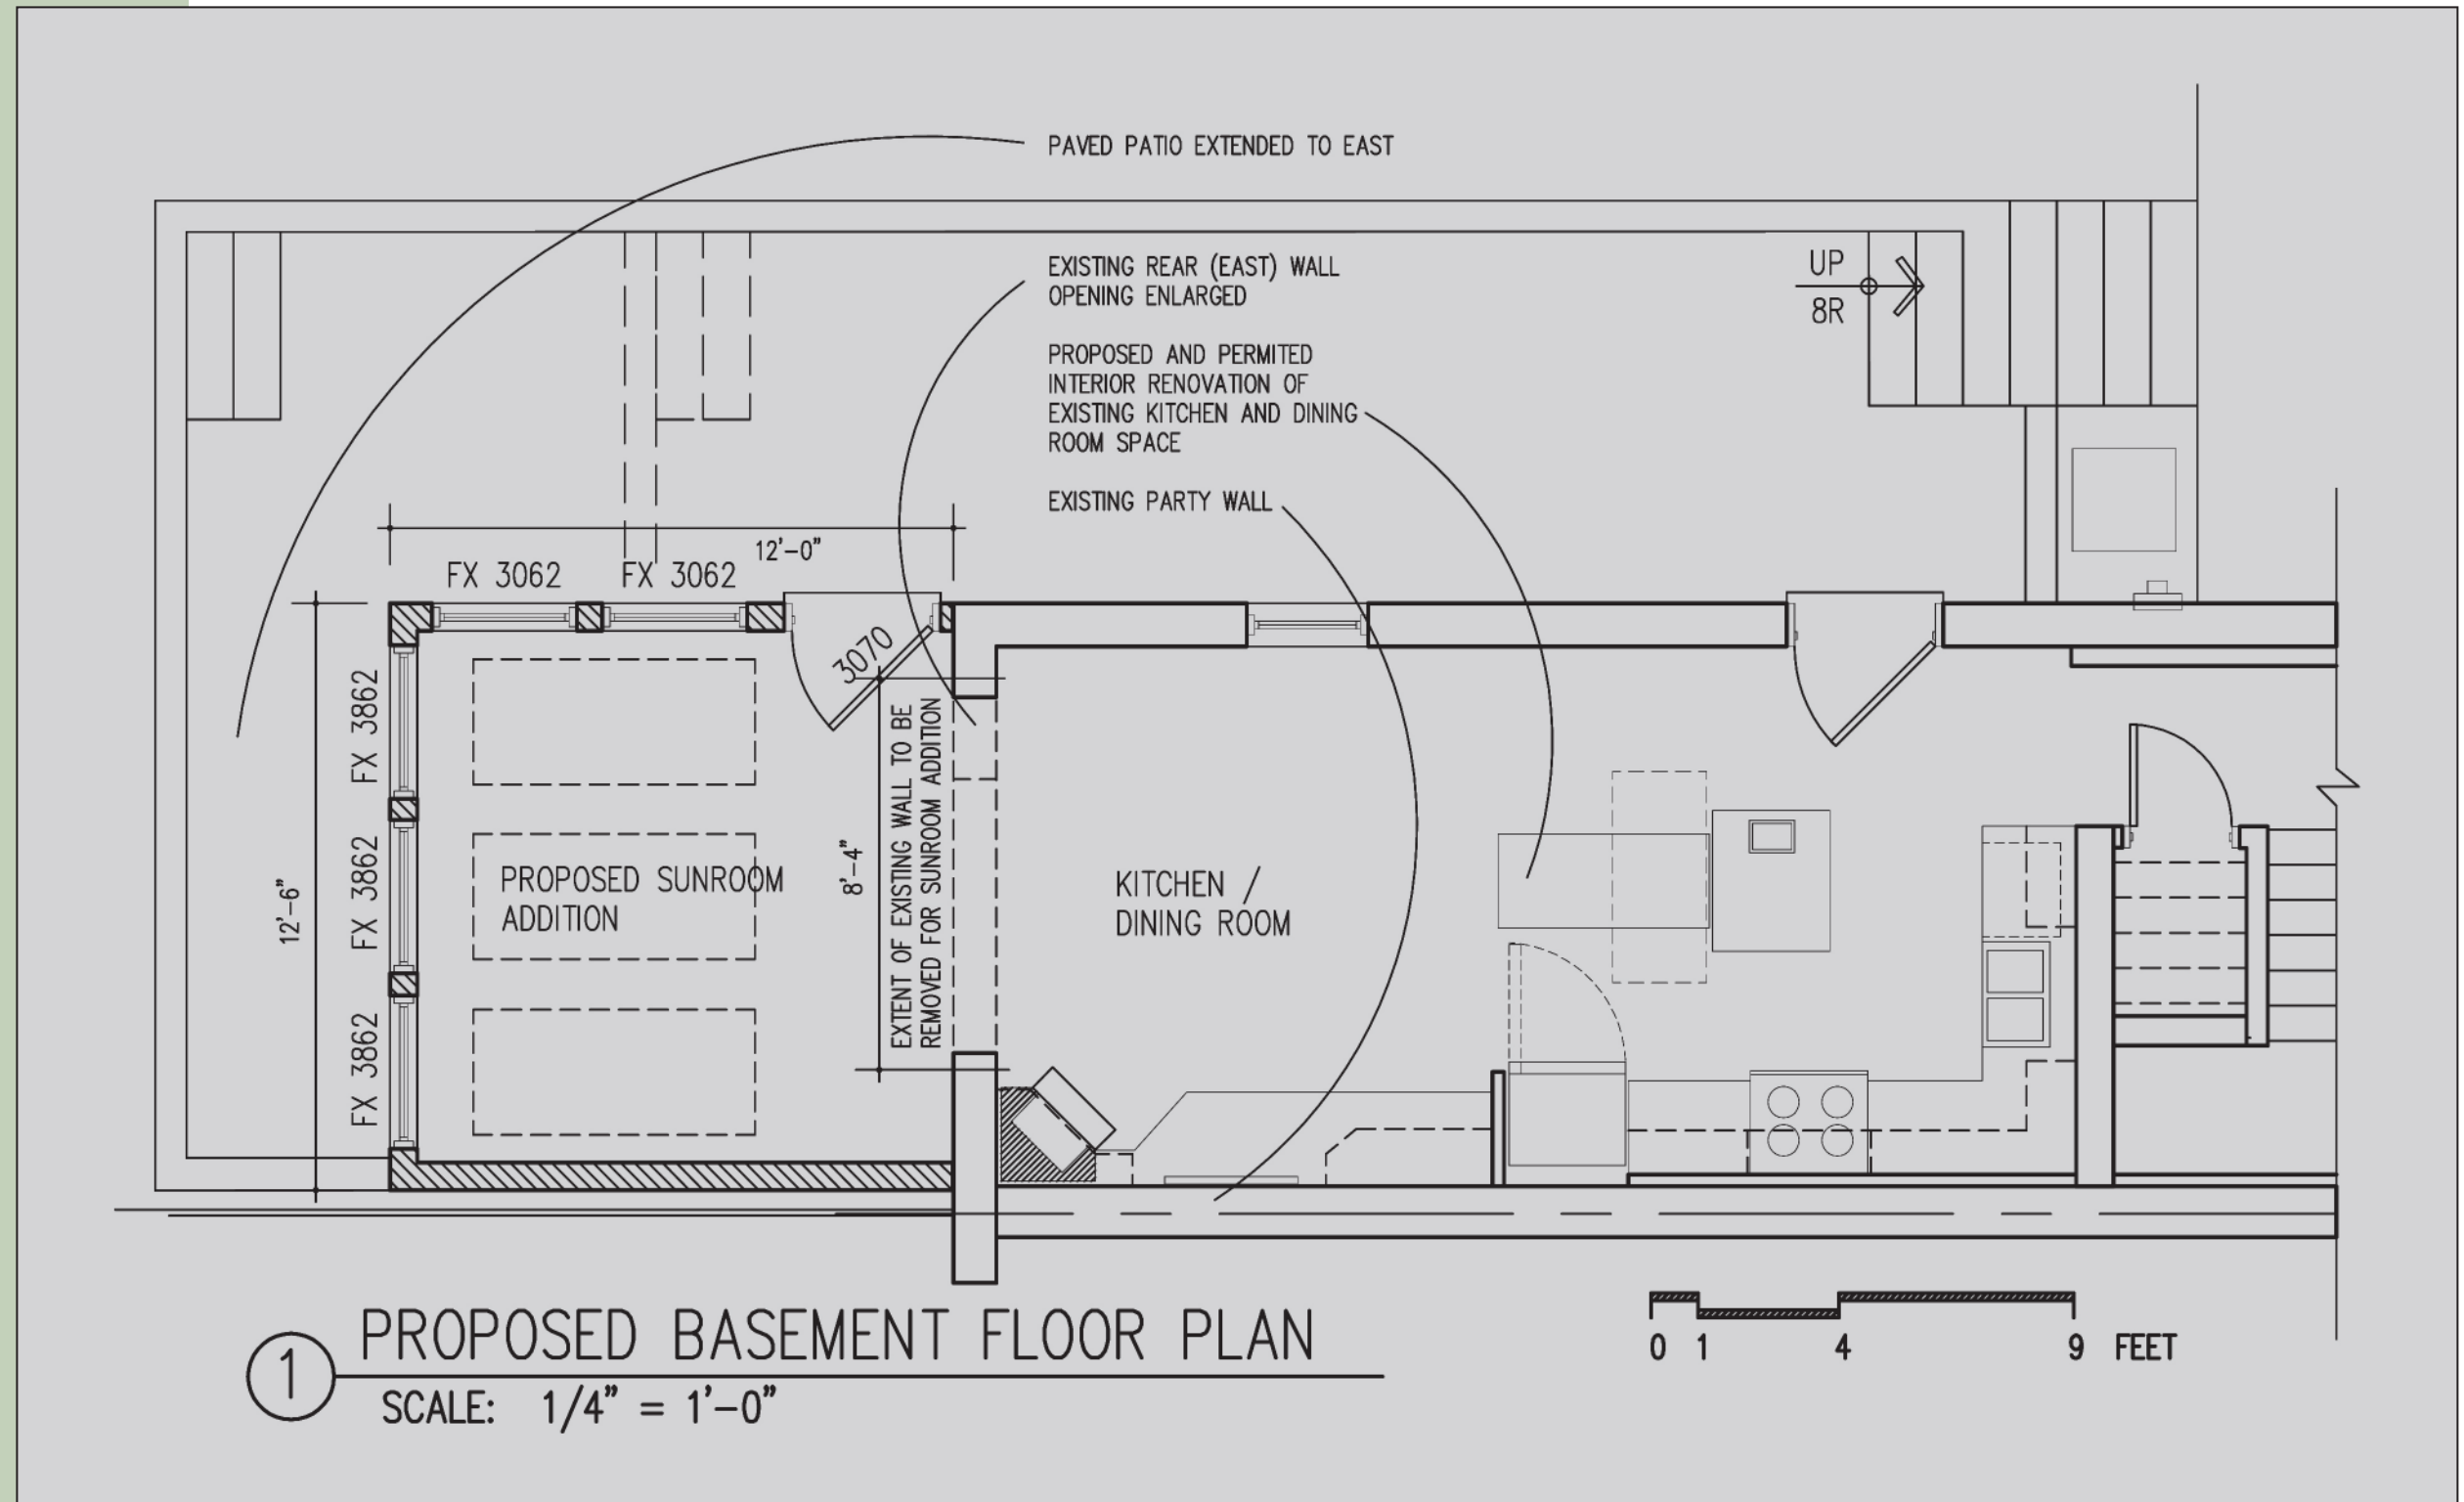 PAVED PATIO EXTENDED TO EAST
EXISTING REAR (EAST) WALL
OPENING ENLARGED
UP
8R
PROPOSED AND PERMITED
INTERIOR RENOVATION OF
EXISTING KITCHEN AND DINING
ROOM SPACE
EXISTING PARTY WALL
12'-0"
FX 3062
FX 3062
3070
FX 3862
FX 3862
FX 3862
12'-6"
PROPOSED SUNROOM
ADDITION
8'-4"
EXTENT OF EXISTING WALL TO BE
REMOVED FOR SUNROOM ADDITION
KITCHEN /
DINING ROOM
1
PROPOSED BASEMENT FLOOR PLAN
SCALE: 1/4" = 1'-0"
0 1 4 9 FEET